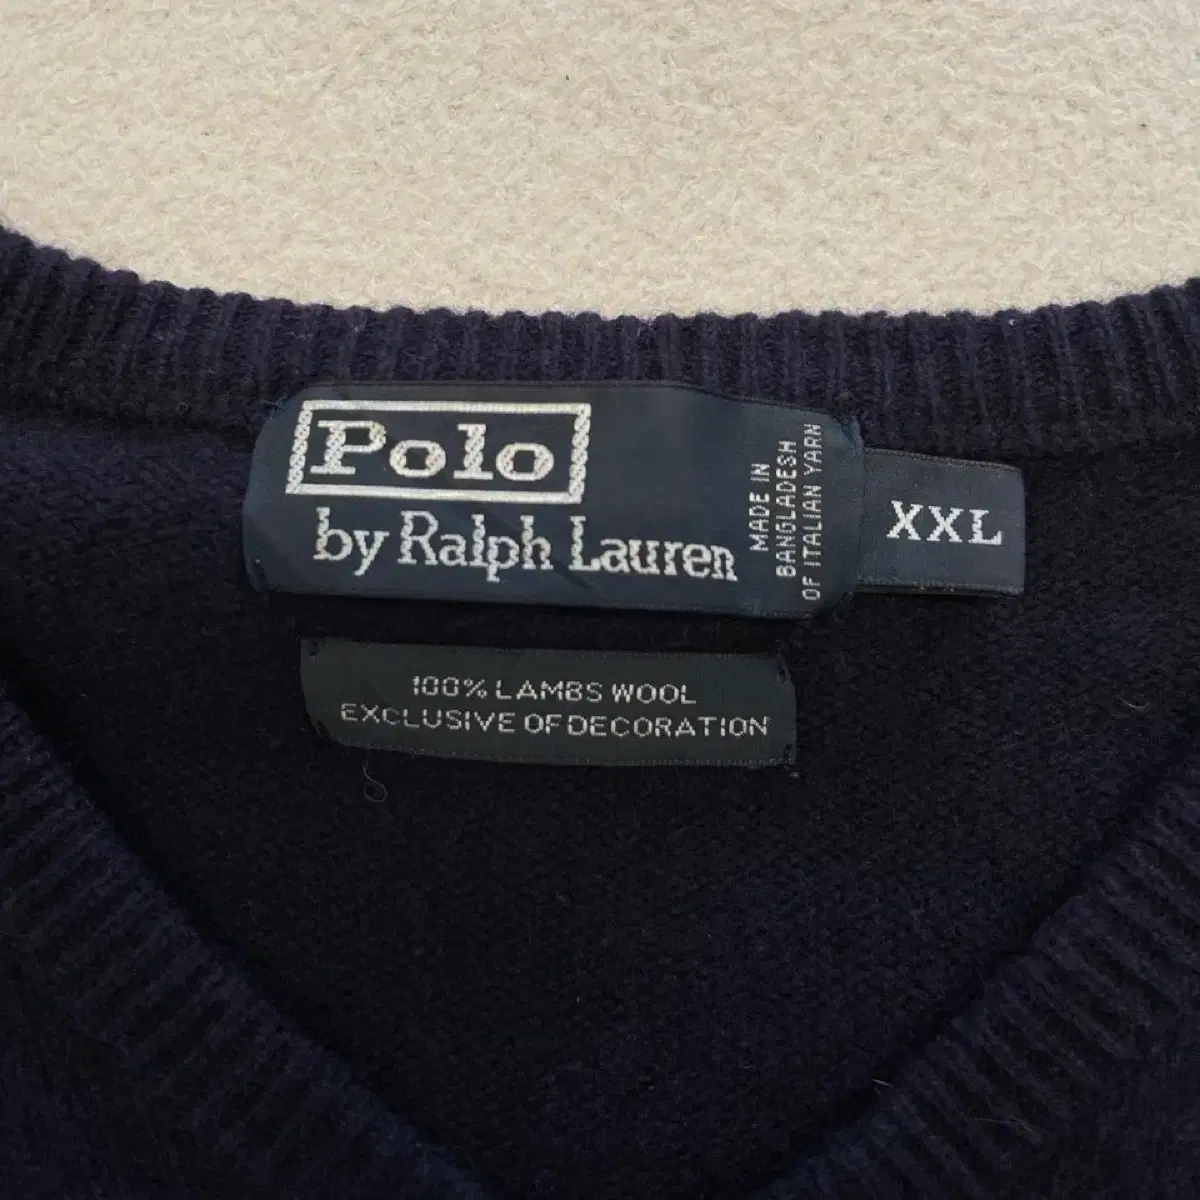 Polo
by Ralph Lauren
MADE IN
BANGLADESH
OF ITALIAN YARN
XXL
100% LAMBS WOOL
EXCLUSIVE OF DECORATION